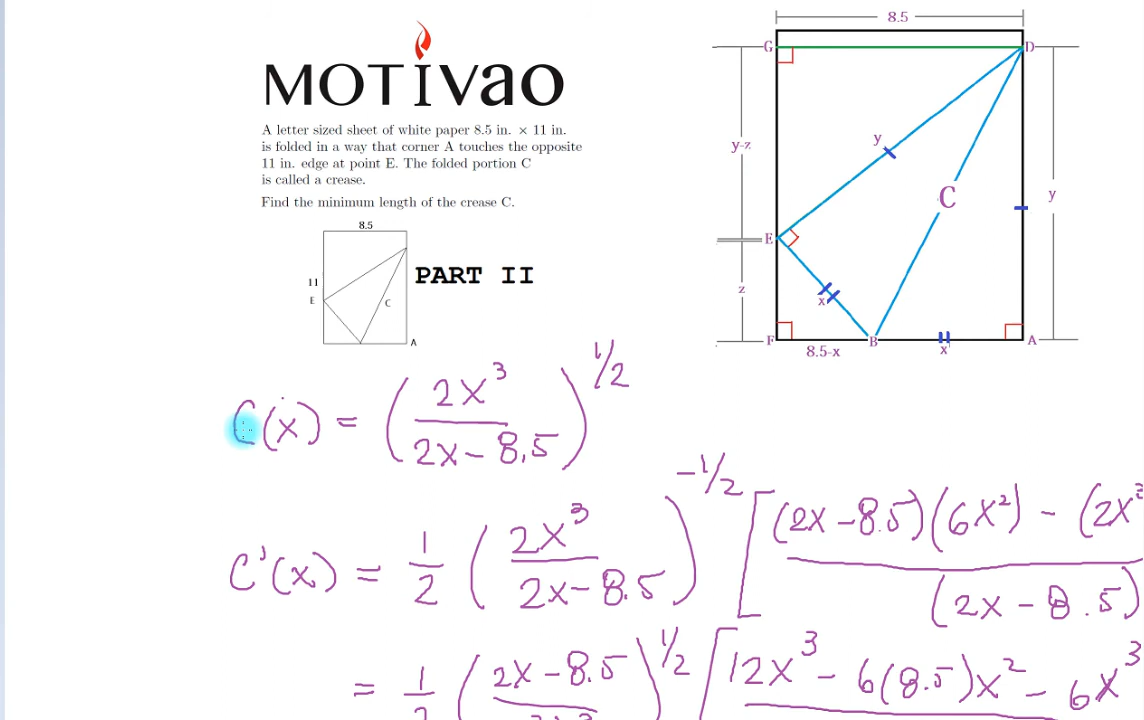 MOTivao
A letter sized sheet of white paper 8.5 in. × 11 in.
is folded in a way that corner A touches the opposite
11 in. edge at point E. The folded portion C
is called a crease.
Find the minimum length of the crease C.
8.5
11
E
C
A
PART II
8.5
G
D
y-z
y
C
y
E
z
x
F
8.5-x
B
x
A
C(x) = (2x³ / (2x - 8.5))^1/2
C'(x) = 1/2 (2x³ / (2x - 8.5))^-1/2 [(2x - 8.5)(6x²) - (2x³ / (2x - 8.5)
= 1/2 (2x - 8.5)^1/2 [12x³ - 6(8.5)x² - 6x³